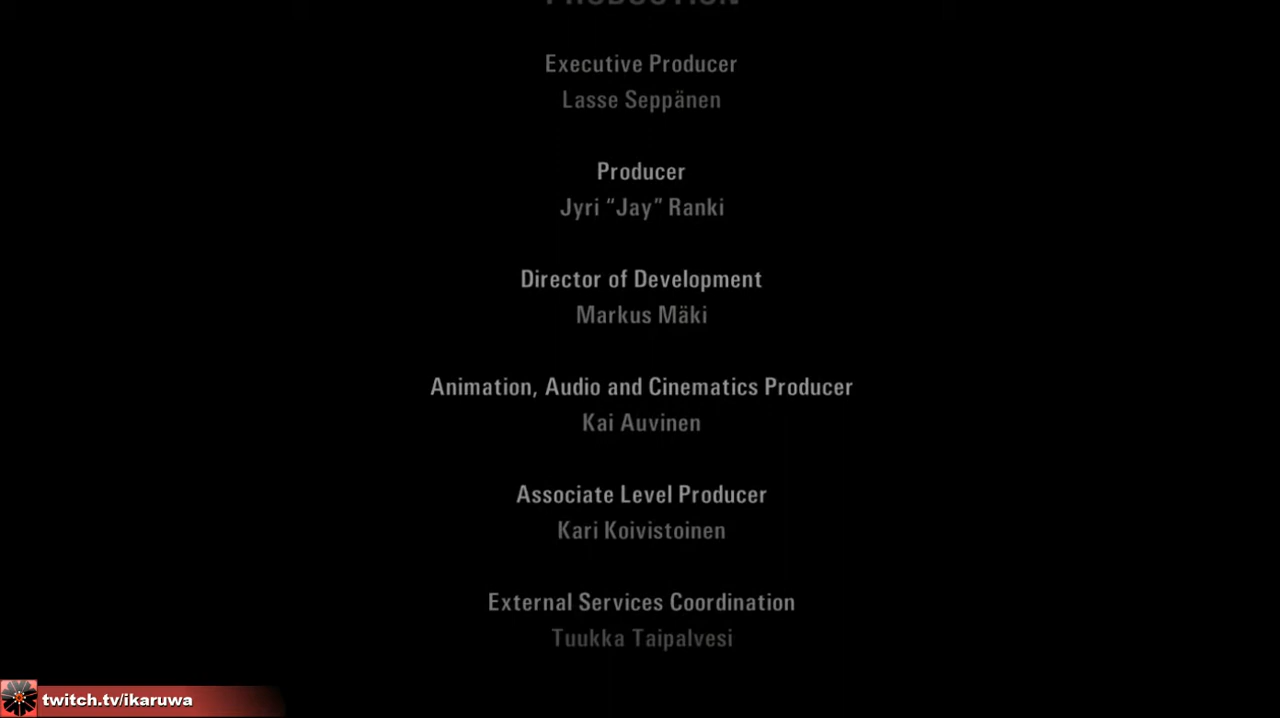 PRODUCTION
Executive Producer
Lasse Seppänen
Producer
Jyri “Jay” Ranki
Director of Development
Markus Mäki
Animation, Audio and Cinematics Producer
Kai Auvinen
Associate Level Producer
Kari Koivistoinen
External Services Coordination
Tuukka Taipalvesi
twitch.tv/ikaruwa